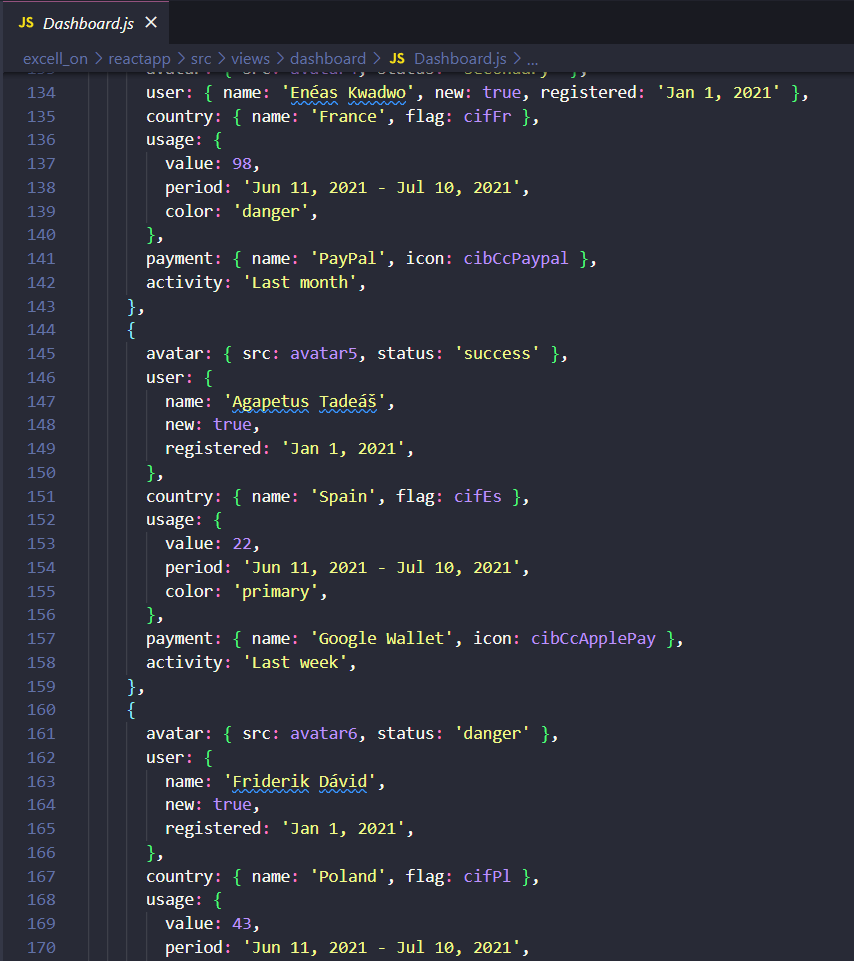 JS Dashboard.js ×
excell_on > reactapp > src > views > dashboard > JS Dashboard.js > ...
134 user: { name: 'Enéas Kwadwo', new: true, registered: 'Jan 1, 2021' },
135 country: { name: 'France', flag: cifFr },
136 usage: {
137 value: 98,
138 period: 'Jun 11, 2021 - Jul 10, 2021',
139 color: 'danger',
140 },
141 payment: { name: 'PayPal', icon: cibCcPaypal },
142 activity: 'Last month',
143 },
144 {
145 avatar: { src: avatar5, status: 'success' },
146 user: {
147 name: 'Agapetus Tadeáš',
148 new: true,
149 registered: 'Jan 1, 2021',
150 },
151 country: { name: 'Spain', flag: cifEs },
152 usage: {
153 value: 22,
154 period: 'Jun 11, 2021 - Jul 10, 2021',
155 color: 'primary',
156 },
157 payment: { name: 'Google Wallet', icon: cibCcApplePay },
158 activity: 'Last week',
159 },
160 {
161 avatar: { src: avatar6, status: 'danger' },
162 user: {
163 name: 'Friderik Dávid',
164 new: true,
165 registered: 'Jan 1, 2021',
166 },
167 country: { name: 'Poland', flag: cifPl },
168 usage: {
169 value: 43,
170 period: 'Jun 11, 2021 - Jul 10, 2021',